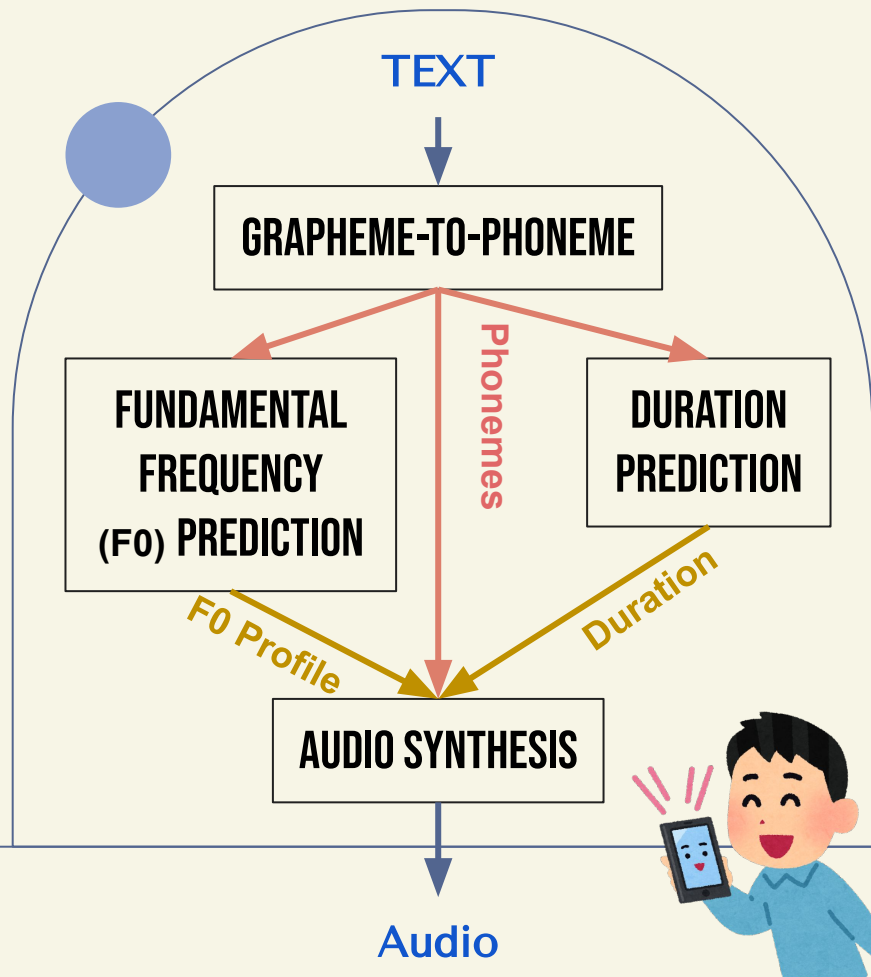 TEXT
GRAPHEME-TO-PHONEME
Phonemes
FUNDAMENTAL
FREQUENCY
(F0) PREDICTION
DURATION
PREDICTION
F0 Profile
Duration
AUDIO SYNTHESIS
Audio